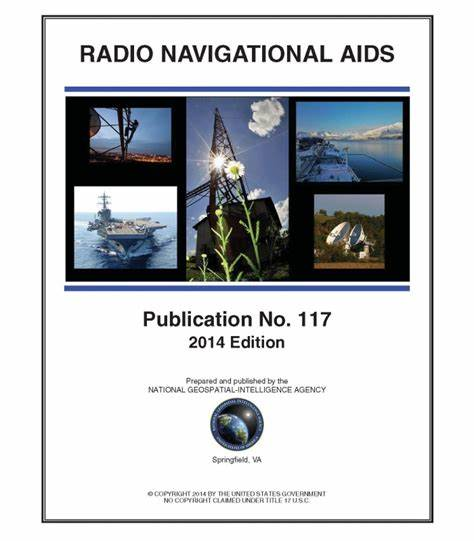 RADIO NAVIGATIONAL AIDS
Publication No. 117
2014 Edition
Prepared and published by the
NATIONAL GEOSPATIAL-INTELLIGENCE AGENCY
Springfield, VA
© COPYRIGHT 2014 BY THE UNITED STATES GOVERNMENT
NO COPYRIGHT CLAIMED UNDER TITLE 17 U.S.C.